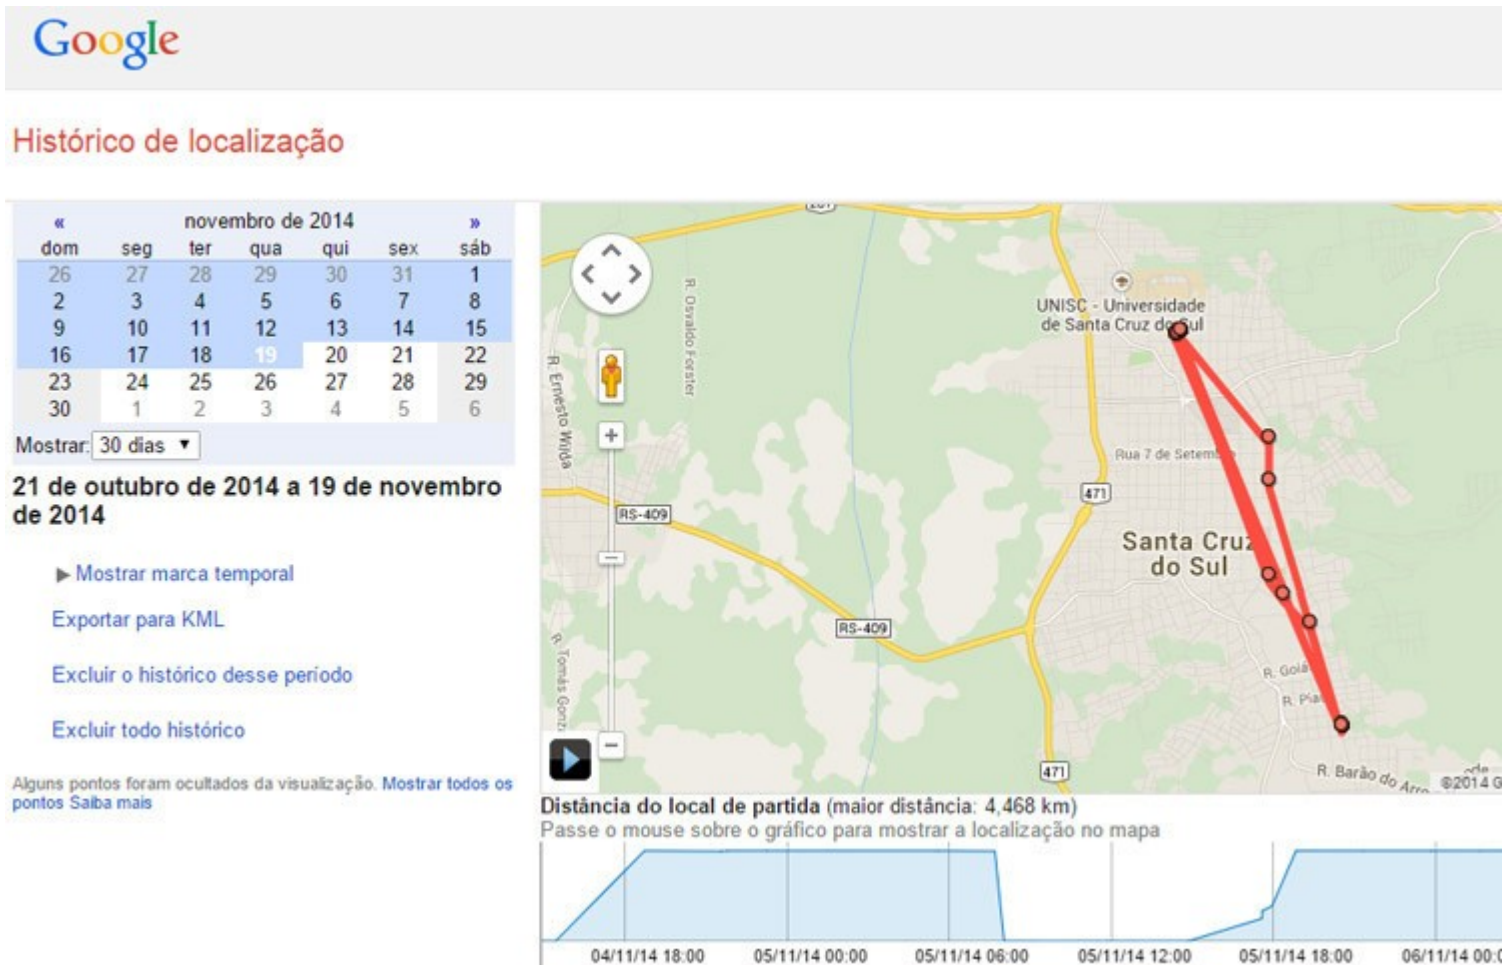 Google
Histórico de localização
« novembro de 2014 »
dom seg ter qua qui sex sáb
26 27 28 29 30 31 1
2 3 4 5 6 7 8
9 10 11 12 13 14 15
16 17 18 19 20 21 22
23 24 25 26 27 28 29
30 1 2 3 4 5 6
Mostrar: 30 dias ▼
21 de outubro de 2014 a 19 de novembro
de 2014
▶ Mostrar marca temporal
Exportar para KML
Excluir o histórico desse período
Excluir todo histórico
Alguns pontos foram ocultados da visualização. Mostrar todos os
pontos Saiba mais
R. Osvaldo Forster
R. Ernesto Wilda
UNISC - Universidade
de Santa Cruz do Sul
Rua 7 de Setembro
471
RS-409
Santa Cruz
do Sul
RS-409
R. Tomás Gonz
R. Goiá
R. Pia
471
R. Barão do Arro
©2014 G
Distância do local de partida (maior distância: 4,468 km)
Passe o mouse sobre o gráfico para mostrar a localização no mapa
04/11/14 18:00 05/11/14 00:00 05/11/14 06:00 05/11/14 12:00 05/11/14 18:00 06/11/14 00:0